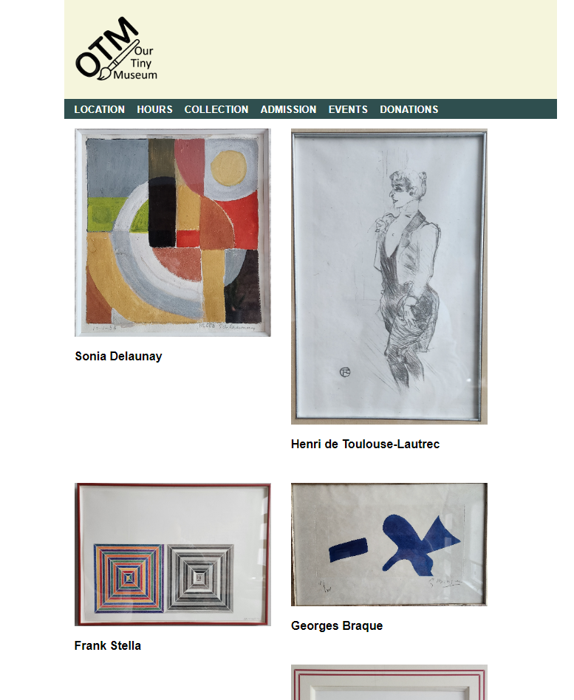 OTM
Our
Tiny
Museum
LOCATION HOURS COLLECTION ADMISSION EVENTS DONATIONS
Sonia Delaunay
Henri de Toulouse-Lautrec
Frank Stella
Georges Braque